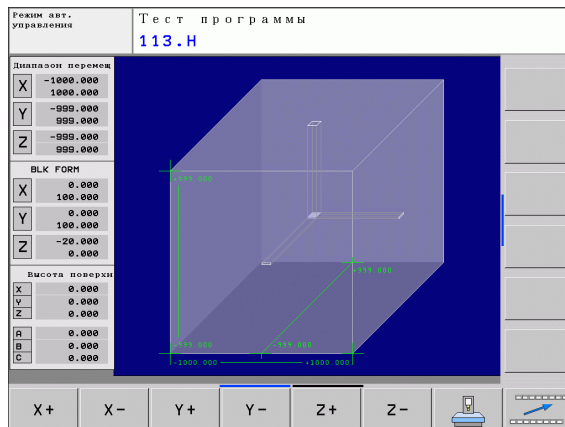 Режим авт.
управления
Тест программы
113.H
Диапазон перемещ
X -1000.000
1000.000
Y -999.000
999.000
Z -999.000
999.000
BLK FORM
X 0.000
100.000
Y 0.000
100.000
Z -20.000
0.000
Высота поверхн
X 0.000
Y 0.000
Z 0.000
A 0.000
B 0.000
C 0.000
+999.000
+999.000
-999.000 -999.000
-1000.000 +1000.000
X+ X- Y+ Y- Z+ Z-